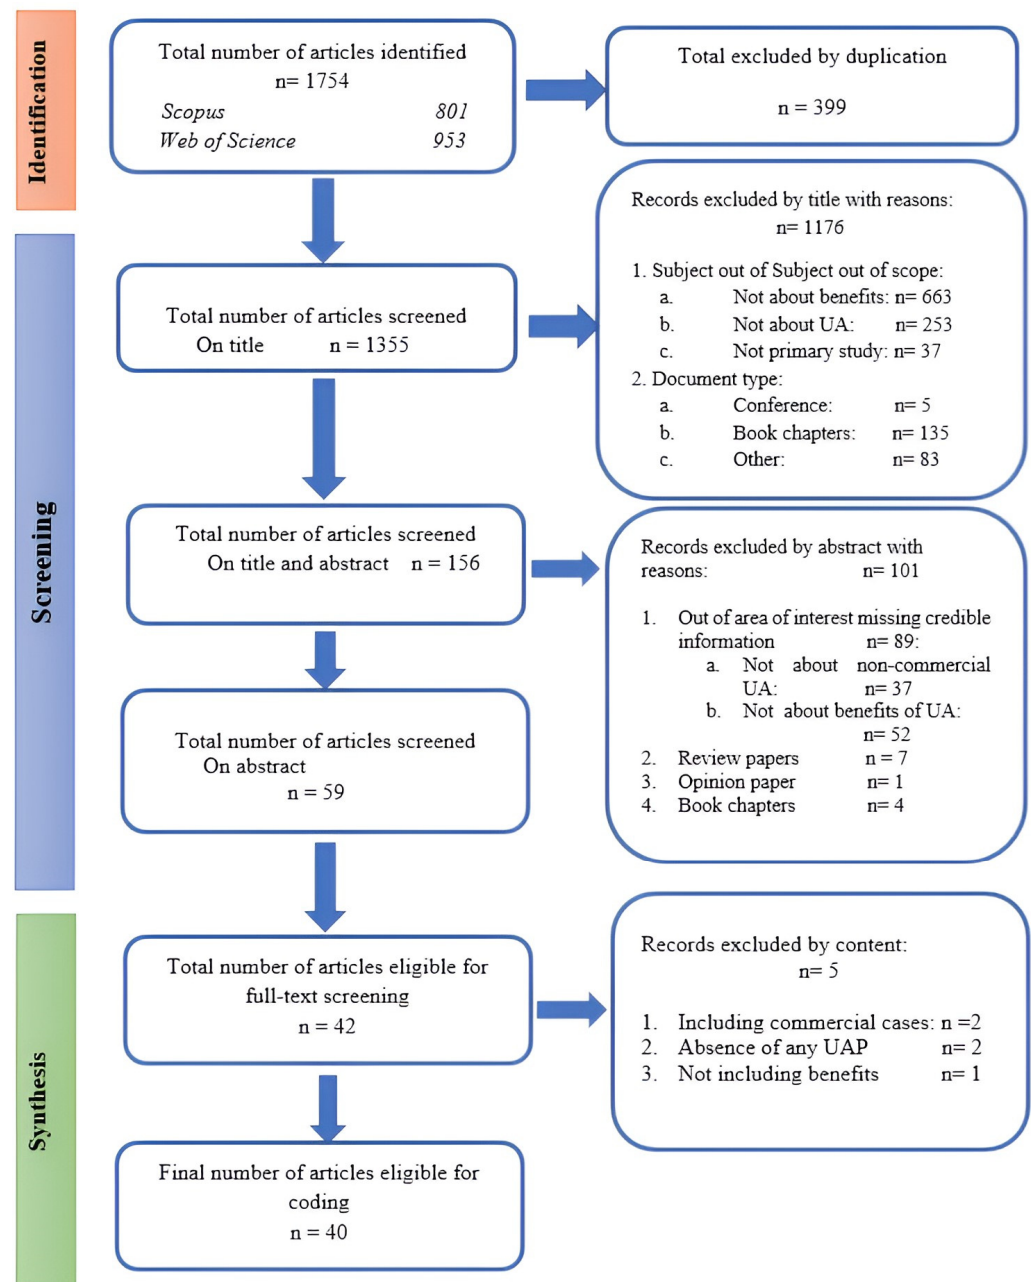 Identification
Total number of articles identified
n= 1754
Scopus 801
Web of Science 953
Total excluded by duplication
n = 399
Screening
Total number of articles screened
On title n = 1355
Records excluded by title with reasons:
n= 1176
1. Subject out of Subject out of scope:
a. Not about benefits: n= 663
b. Not about UA: n= 253
c. Not primary study: n= 37
2. Document type:
a. Conference: n= 5
b. Book chapters: n= 135
c. Other: n= 83
Total number of articles screened
On title and abstract n = 156
Records excluded by abstract with
reasons: n= 101
1. Out of area of interest missing credible
information n= 89:
a. Not about non-commercial
UA: n= 37
b. Not about benefits of UA:
n= 52
2. Review papers n = 7
3. Opinion paper n= 1
4. Book chapters n= 4
Total number of articles screened
On abstract
n = 59
Synthesis
Total number of articles eligible for
full-text screening
n = 42
Records excluded by content:
n= 5
1. Including commercial cases: n =2
2. Absence of any UAP n= 2
3. Not including benefits n= 1
Final number of articles eligible for
coding
n = 40